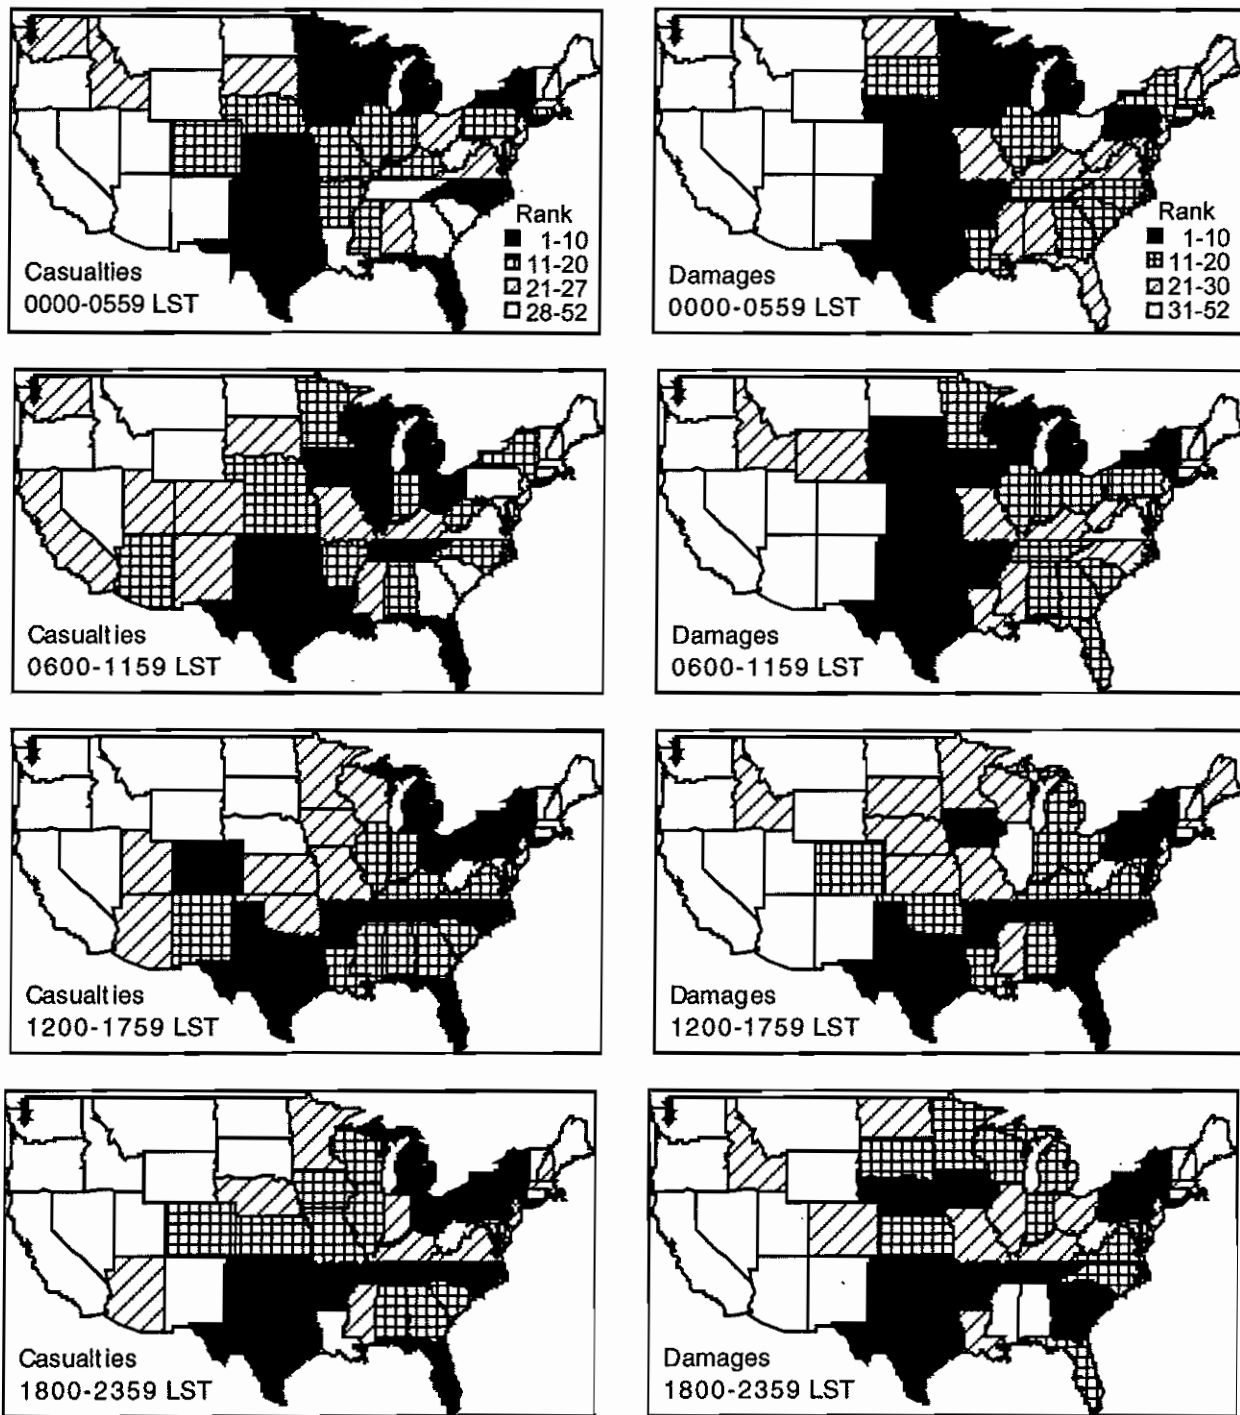 Casualties
0000-0559 LST
Rank
1-10
11-20
21-27
28-52
Damages
0000-0559 LST
Rank
1-10
11-20
21-30
31-52
Casualties
0600-1159 LST
Damages
0600-1159 LST
Casualties
1200-1759 LST
Damages
1200-1759 LST
Casualties
1800-2359 LST
Damages
1800-2359 LST